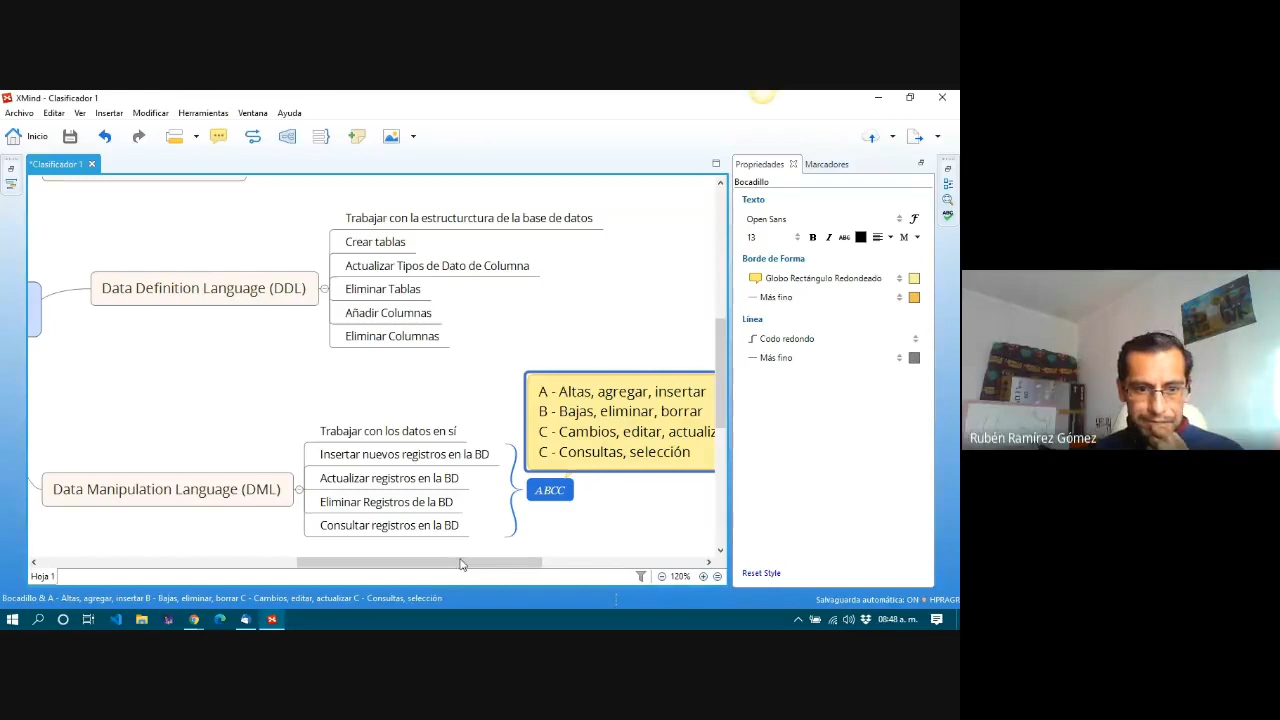 XMind - Clasificador 1
Archivo Editar Ver Insertar Modificar Herramientas Ventana Ayuda
Inicio
*Clasificador 1
Propiedades Marcadores
Bocadillo
Texto
Open Sans
13 B I ABC M
Borde de Forma
Globo Rectángulo Redondeado
Más fino
Línea
Codo redondo
Más fino
Reset Style
Data Definition Language (DDL)
Trabajar con la estructurctura de la base de datos
Crear tablas
Actualizar Tipos de Dato de Columna
Eliminar Tablas
Añadir Columnas
Eliminar Columnas
Data Manipulation Language (DML)
Trabajar con los datos en sí
Insertar nuevos registros en la BD
Actualizar registros en la BD
Eliminar Registros de la BD
Consultar registros en la BD
A - Altas, agregar, insertar
B - Bajas, eliminar, borrar
C - Cambios, editar, actualiz
C - Consultas, selección
ABCC
Hoja 1
120%
Bocadillo & A - Altas, agregar, insertar B - Bajas, eliminar, borrar C - Cambios, editar, actualizar C - Consultas, selección
Salvaguarda automática: ON HPRAGR
08:48 a. m.
Rubén Ramírez Gómez